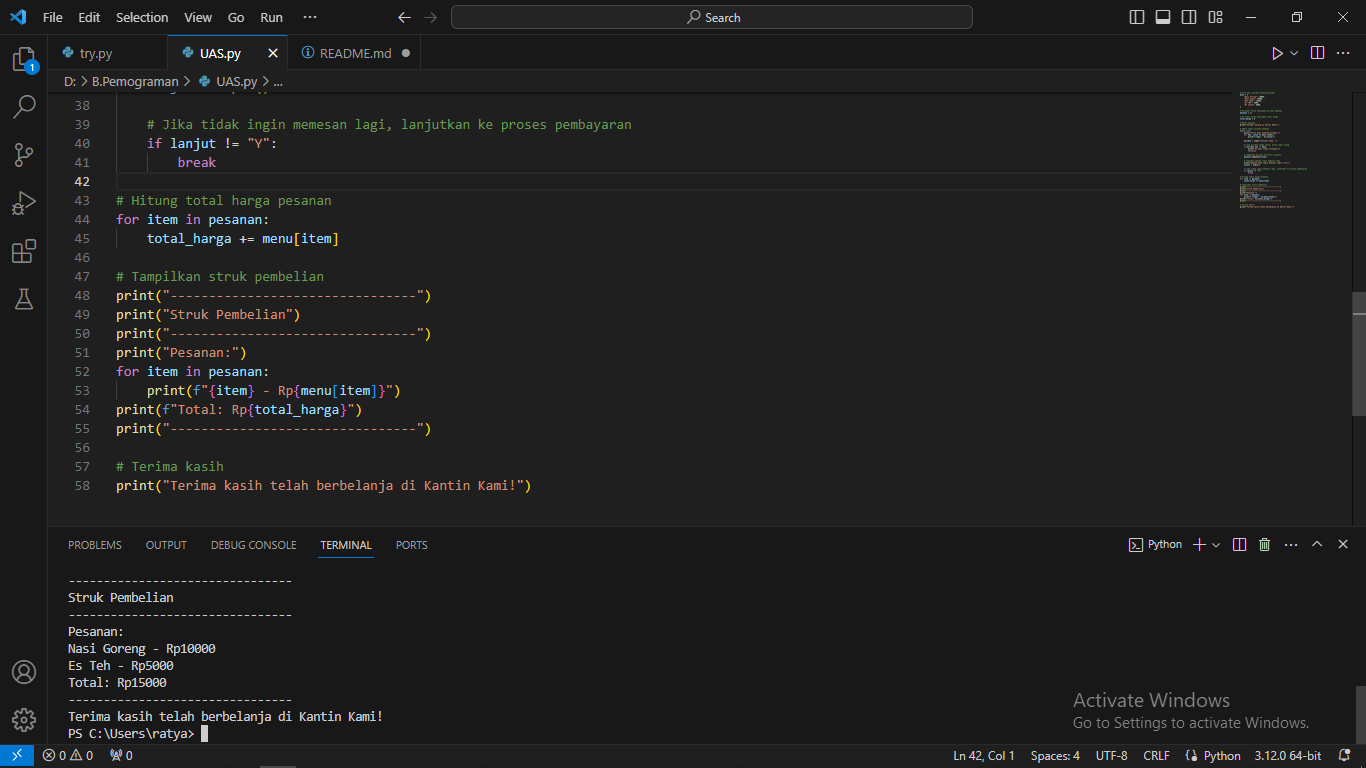 File Edit Selection View Go Run ··· Search
try.py UAS.py README.md
D: > B.Pemograman > UAS.py > ...
38
39 # Jika tidak ingin memesan lagi, lanjutkan ke proses pembayaran
40 if lanjut != "Y":
41 break
42
43 # Hitung total harga pesanan
44 for item in pesanan:
45 total_harga += menu[item]
46
47 # Tampilkan struk pembelian
48 print("--------------------------------")
49 print("Struk Pembelian")
50 print("--------------------------------")
51 print("Pesanan:")
52 for item in pesanan:
53 print(f"{item} - Rp{menu[item]}")
54 print(f"Total: Rp{total_harga}")
55 print("--------------------------------")
56
57 # Terima kasih
58 print("Terima kasih telah berbelanja di Kantin Kami!")
PROBLEMS OUTPUT DEBUG CONSOLE TERMINAL PORTS Python
--------------------------------
Struk Pembelian
--------------------------------
Pesanan:
Nasi Goreng - Rp10000
Es Teh - Rp5000
Total: Rp15000
--------------------------------
Terima kasih telah berbelanja di Kantin Kami!
PS C:\Users\ratya>
Activate Windows
Go to Settings to activate Windows.
0 0 0 Ln 42, Col 1 Spaces: 4 UTF-8 CRLF Python 3.12.0 64-bit
1